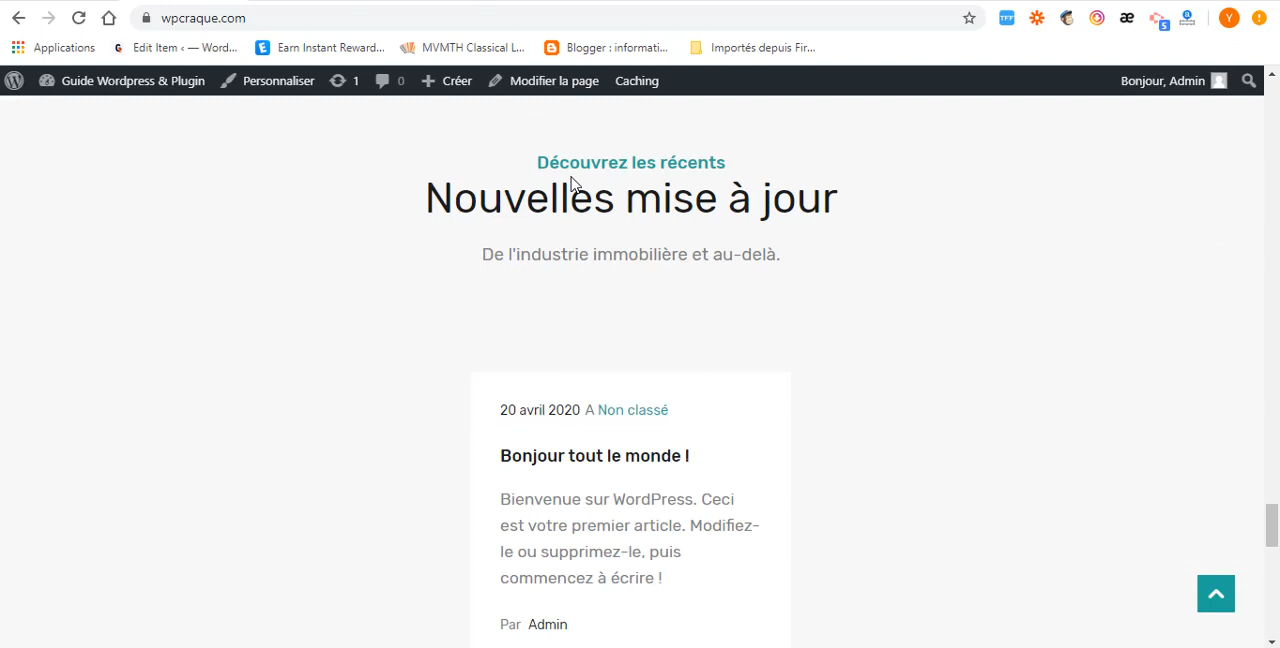 wpcraque.com
Applications
Edit Item ‹ — Word...
Earn Instant Reward...
MVMTH Classical L...
Blogger : informati...
Importés depuis Fir...
Guide Wordpress & Plugin
Personnaliser
1
0
Créer
Modifier la page
Caching
Bonjour, Admin
Découvrez les récents
Nouvelles mise à jour
De l'industrie immobilière et au-delà.
20 avril 2020 A Non classé
Bonjour tout le monde !
Bienvenue sur WordPress. Ceci
est votre premier article. Modifiez-
le ou supprimez-le, puis
commencez à écrire !
Par Admin